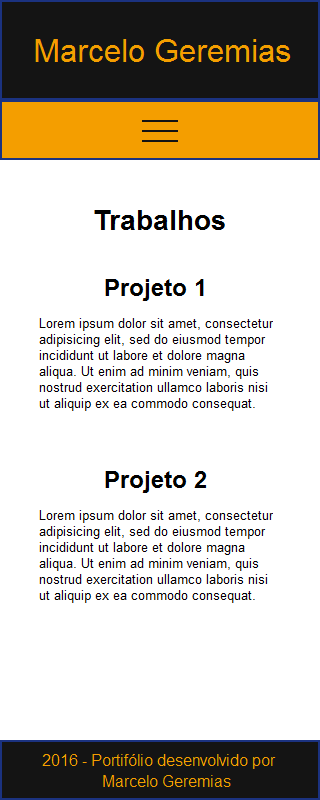 Marcelo Geremias
Trabalhos
Projeto 1
Lorem ipsum dolor sit amet, consectetur
adipisicing elit, sed do eiusmod tempor
incididunt ut labore et dolore magna
aliqua. Ut enim ad minim veniam, quis
nostrud exercitation ullamco laboris nisi
ut aliquip ex ea commodo consequat.
Projeto 2
Lorem ipsum dolor sit amet, consectetur
adipisicing elit, sed do eiusmod tempor
incididunt ut labore et dolore magna
aliqua. Ut enim ad minim veniam, quis
nostrud exercitation ullamco laboris nisi
ut aliquip ex ea commodo consequat.
2016 - Portifólio desenvolvido por
Marcelo Geremias